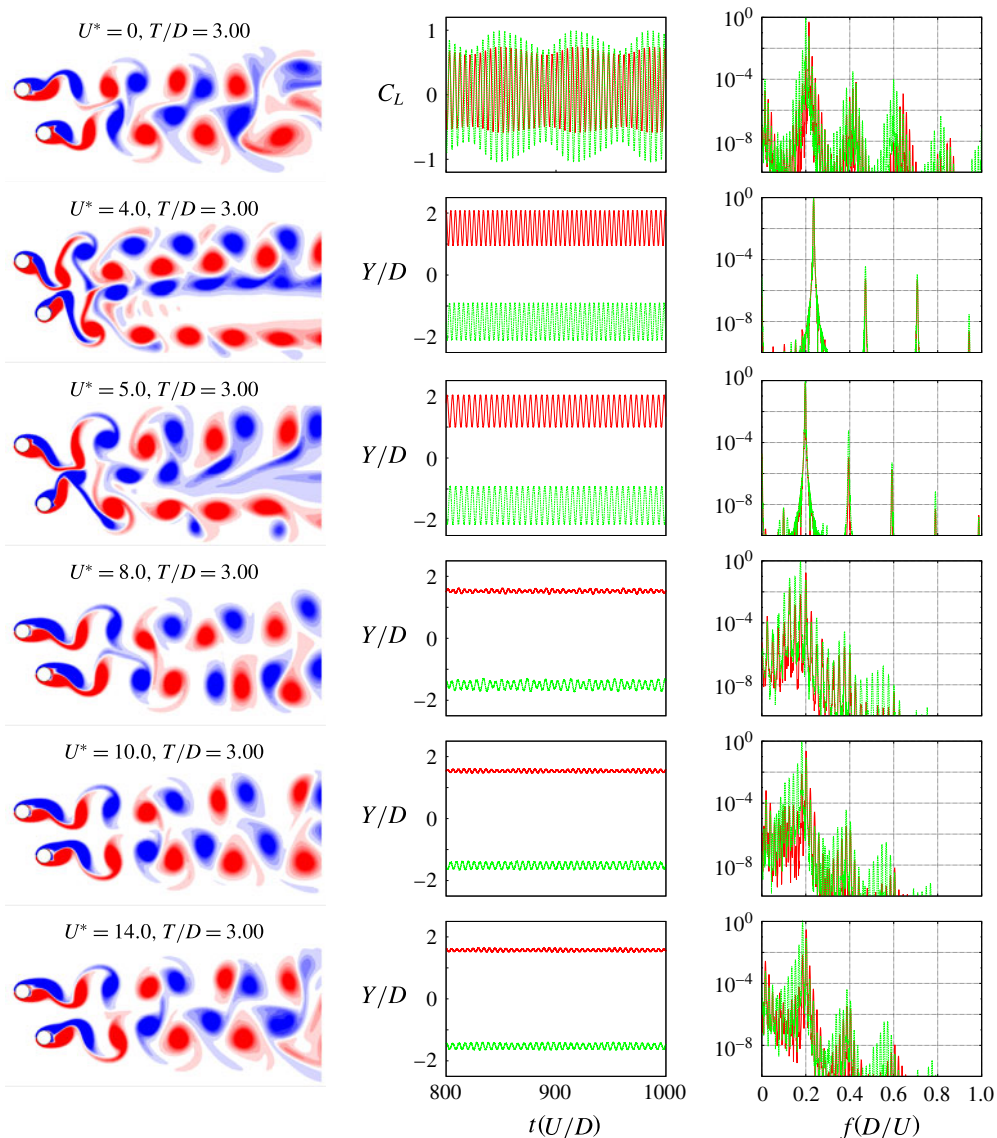 U* = 0, T/D = 3.00
1
C_L
0
−1
10^0
10^−4
10^−8
U* = 4.0, T/D = 3.00
2
Y/D
0
−2
10^0
10^−4
10^−8
U* = 5.0, T/D = 3.00
2
Y/D
0
−2
10^0
10^−4
10^−8
U* = 8.0, T/D = 3.00
2
Y/D
0
−2
10^0
10^−4
10^−8
U* = 10.0, T/D = 3.00
2
Y/D
0
−2
10^0
10^−4
10^−8
U* = 14.0, T/D = 3.00
2
Y/D
0
−2
10^0
10^−4
10^−8
800 900 1000
t(U/D)
0 0.2 0.4 0.6 0.8 1.0
f(D/U)